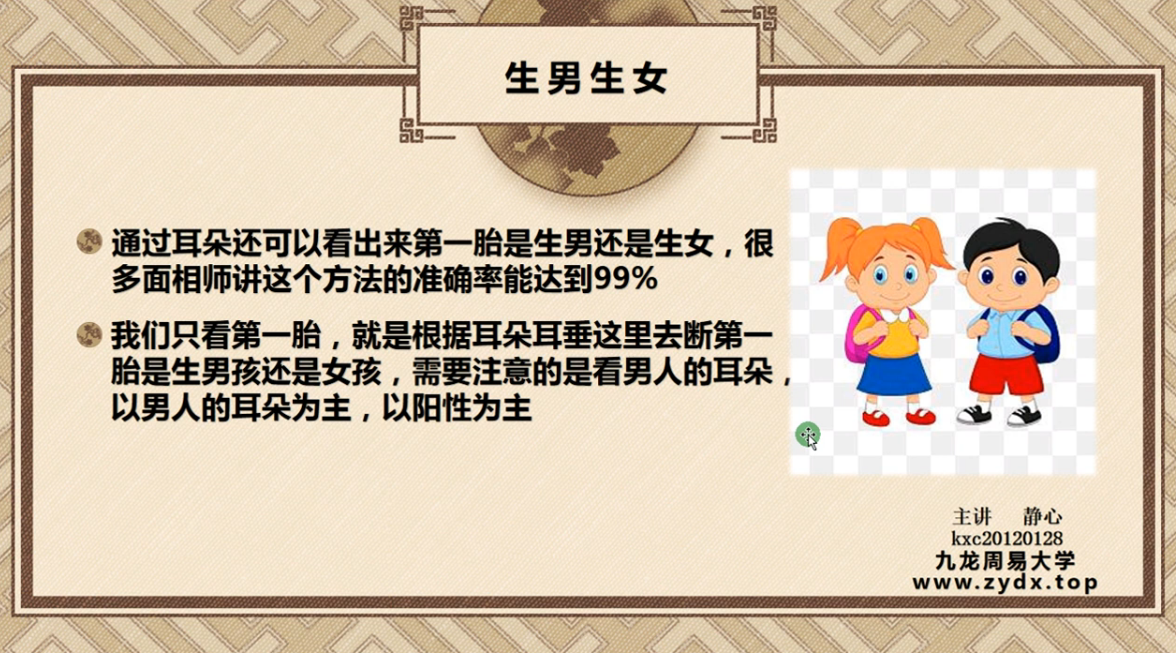 生男生女
通过耳朵还可以看出来第一胎是生男还是生女，很
多面相师讲这个方法的准确率能达到99%
我们只看第一胎，就是根据耳朵耳垂这里去断第一
胎是生男孩还是女孩，需要注意的是看男人的耳朵，
以男人的耳朵为主，以阳性为主
主讲 静心
kxc20120128
九龙周易大学
www.zydx.top